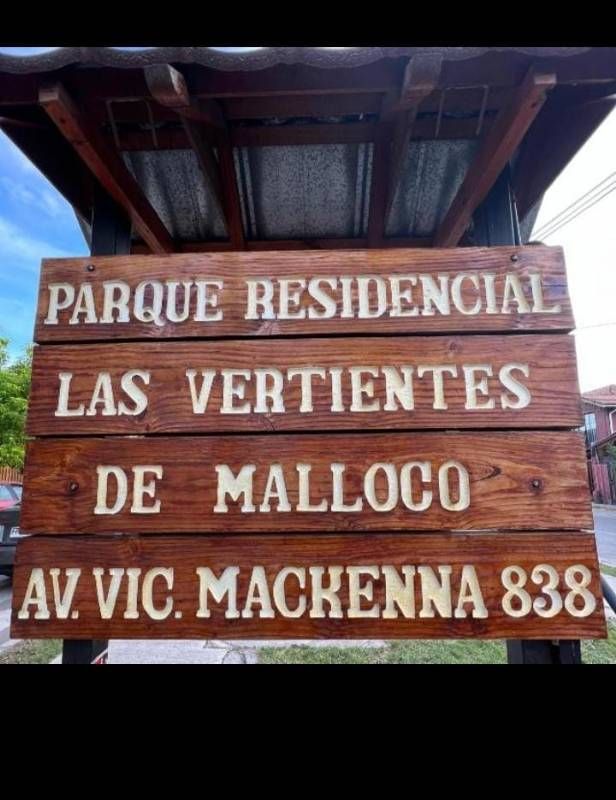 PARQUE RESIDENCIAL
LAS VERTIENTES
DE MALLOCO
AV. VIC. MACKENNA 838